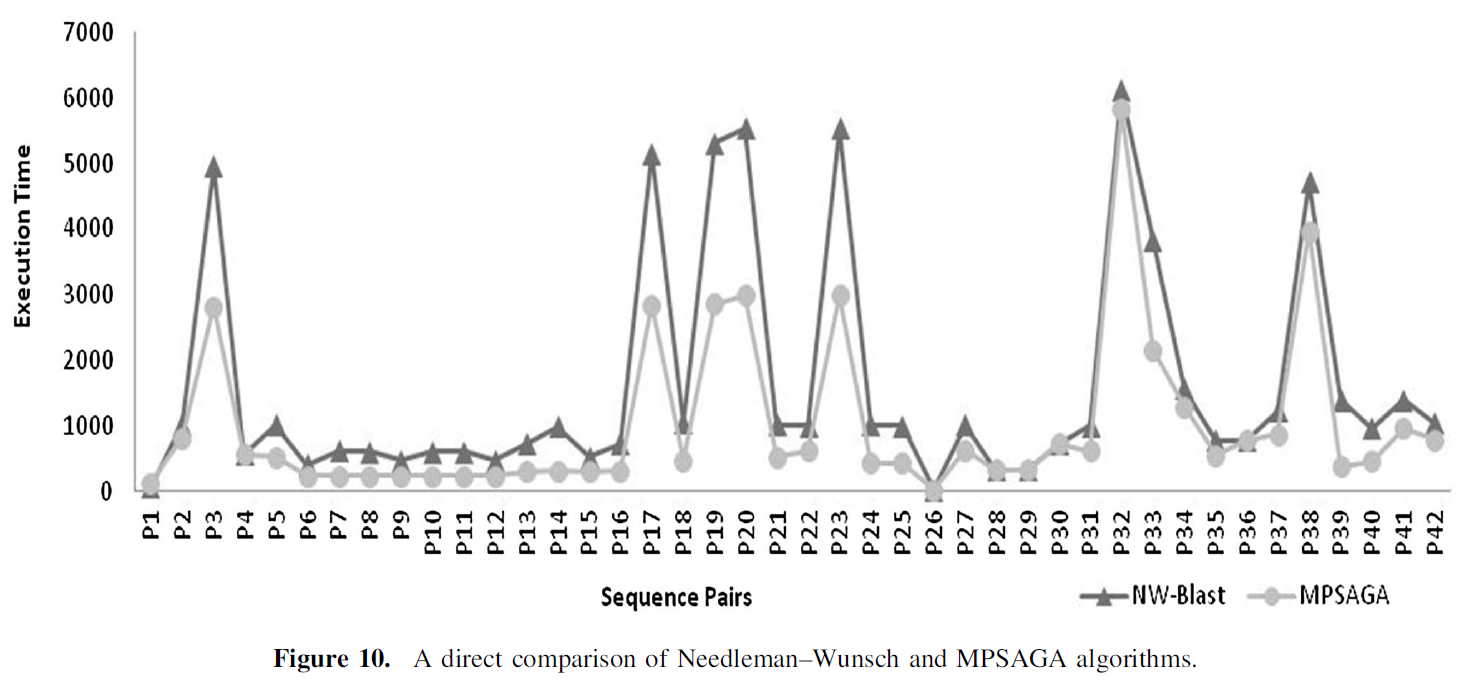 7000
6000
5000
4000
3000
2000
1000
0
Execution Time
P1 P2 P3 P4 P5 P6 P7 P8 P9 P10 P11 P12 P13 P14 P15 P16 P17 P18 P19 P20 P21 P22 P23 P24 P25 P26 P27 P28 P29 P30 P31 P32 P33 P34 P35 P36 P37 P38 P39 P40 P41 P42
Sequence Pairs
NW-Blast MPSAGA
Figure 10. A direct comparison of Needleman–Wunsch and MPSAGA algorithms.